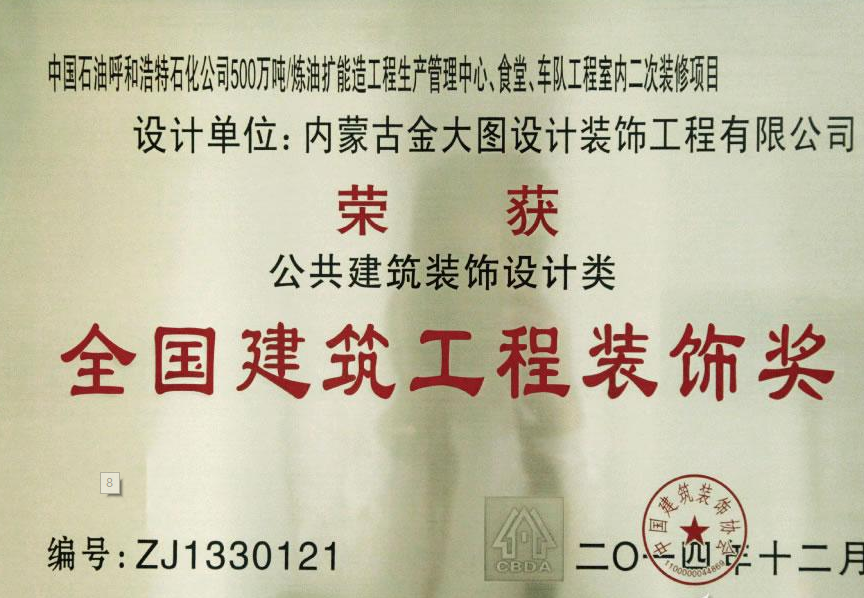 中国石油呼和浩特石化公司500万吨/炼油扩能造工程生产管理中心、食堂、车队工程室内二次装修项目
设计单位：内蒙古金大图设计装饰工程有限公司
荣 获
公共建筑装饰设计类
全国建筑工程装饰奖
8
中国建筑装饰协会
1100000044869
编号：ZJ1330121
CBDA
二〇一四年十二月